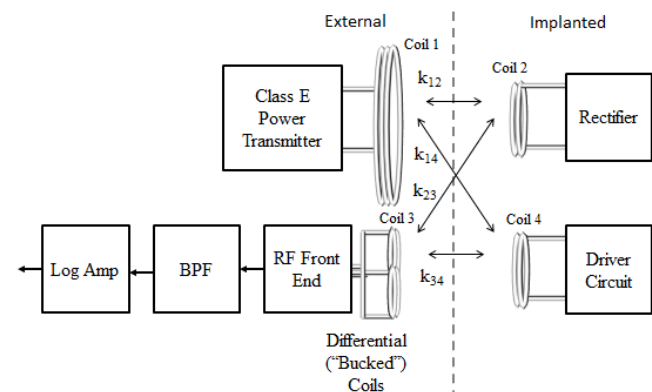 External
Implanted
Coil 1
Class E
Power
Transmitter
k12
Coil 2
Rectifier
k14
k23
Coil 3
Coil 4
Log Amp
BPF
RF Front
End
k34
Driver
Circuit
Differential
("Bucked")
Coils